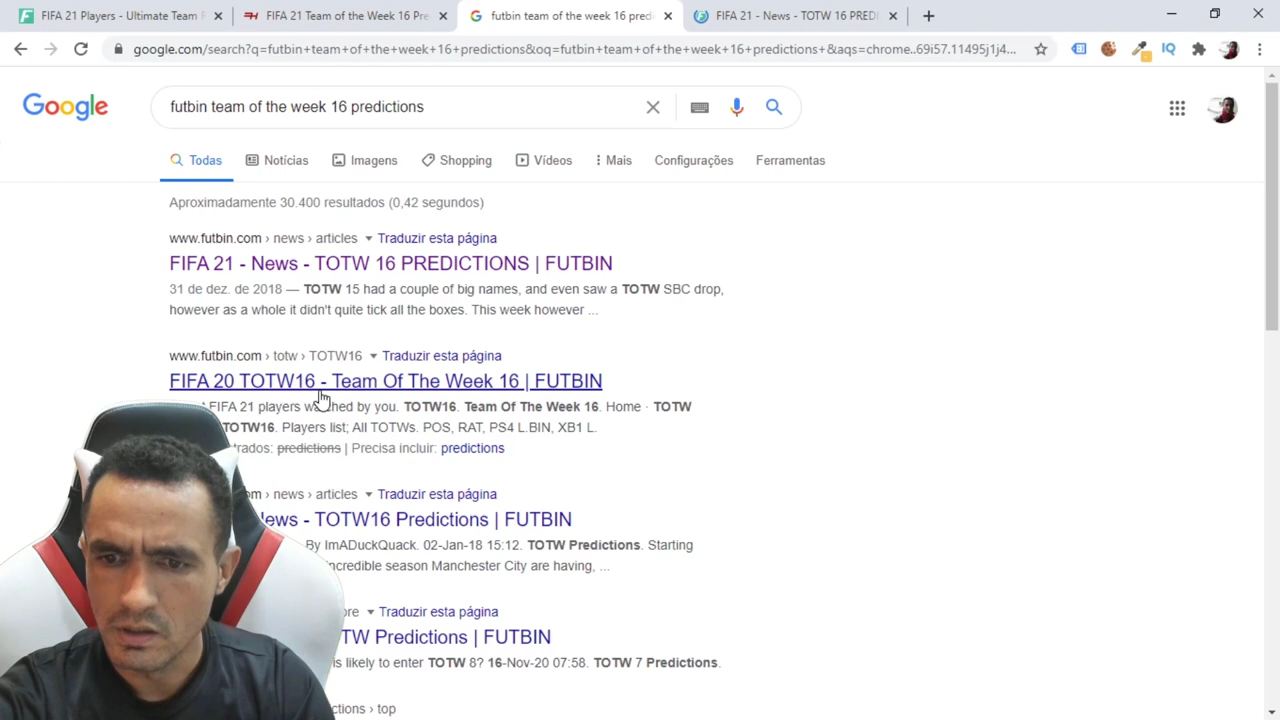 FIFA 21 Players - Ultimate Team R
FIFA 21 Team of the Week 16 Pre
futbin team of the week 16 predi
FIFA 21 - News - TOTW 16 PREDI
google.com/search?q=futbin+team+of+the+week+16+predictions&oq=futbin+team+of+the+week+16+predictions+&aqs=chrome..69i57.11495j1j4...
IQ
Google
futbin team of the week 16 predictions
Todas Notícias Imagens Shopping Vídeos Mais Configurações Ferramentas
Aproximadamente 30.400 resultados (0,42 segundos)
www.futbin.com › news › articles Traduzir esta página
FIFA 21 - News - TOTW 16 PREDICTIONS | FUTBIN
31 de dez. de 2018 — TOTW 15 had a couple of big names, and even saw a TOTW SBC drop,
however as a whole it didn't quite tick all the boxes. This week however ...
www.futbin.com › totw › TOTW16 Traduzir esta página
FIFA 20 TOTW16 - Team Of The Week 16 | FUTBIN
FIFA 21 players watched by you. TOTW16. Team Of The Week 16. Home · TOTW
TOTW16. Players list; All TOTWs. POS, RAT, PS4 L.BIN, XB1 L.
trados: predictions | Precisa incluir: predictions
om › news › articles Traduzir esta página
News - TOTW16 Predictions | FUTBIN
By ImADuckQuack. 02-Jan-18 15:12. TOTW Predictions. Starting
incredible season Manchester City are having, ...
ore Traduzir esta página
TW Predictions | FUTBIN
is likely to enter TOTW 8? 16-Nov-20 07:58. TOTW 7 Predictions.
ctions › top